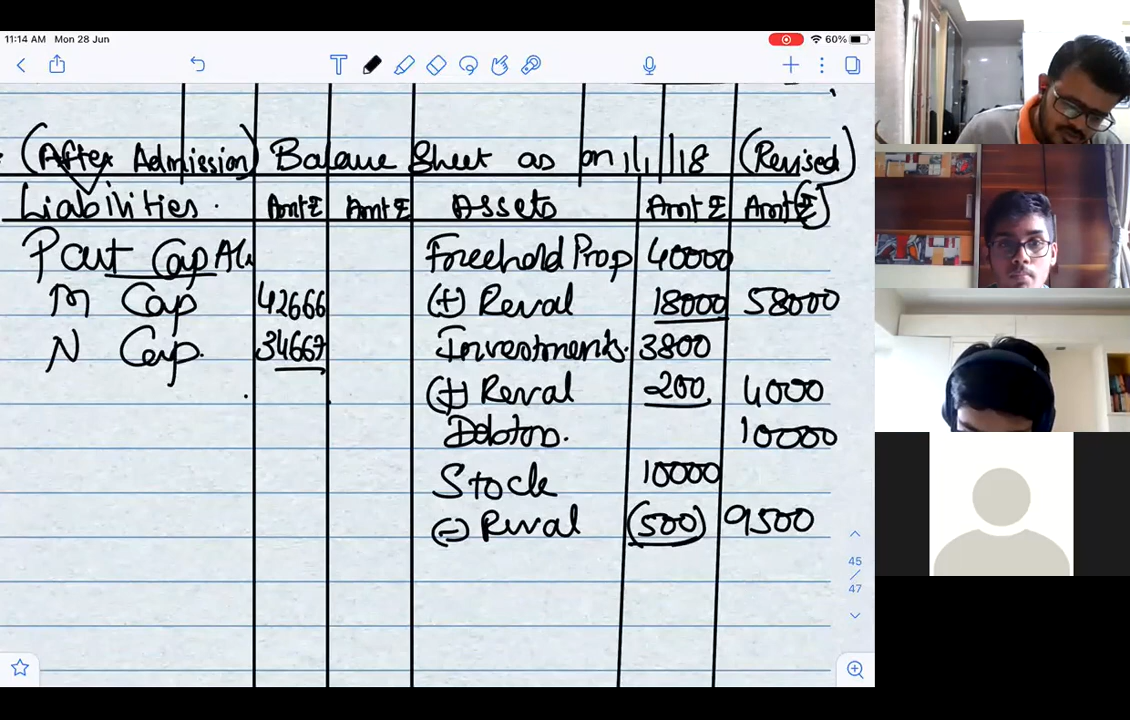 11:14 AM Mon 28 Jun
60%
(After Admission) Balance Sheet as on 1/1/18 (Revised)
Liabilities. Amt₹ Amt₹ Assets Amt₹ Amt(₹)
Part Cap A/c Freehold Prop 40000
M Cap 42666 (+) Reval 18000 58000
N Cap. 34667 Investments. 3800
(+) Reval 200 4000
Debtors. 10000
Stock 10000
(-) Reval (500) 9500
45
/
47